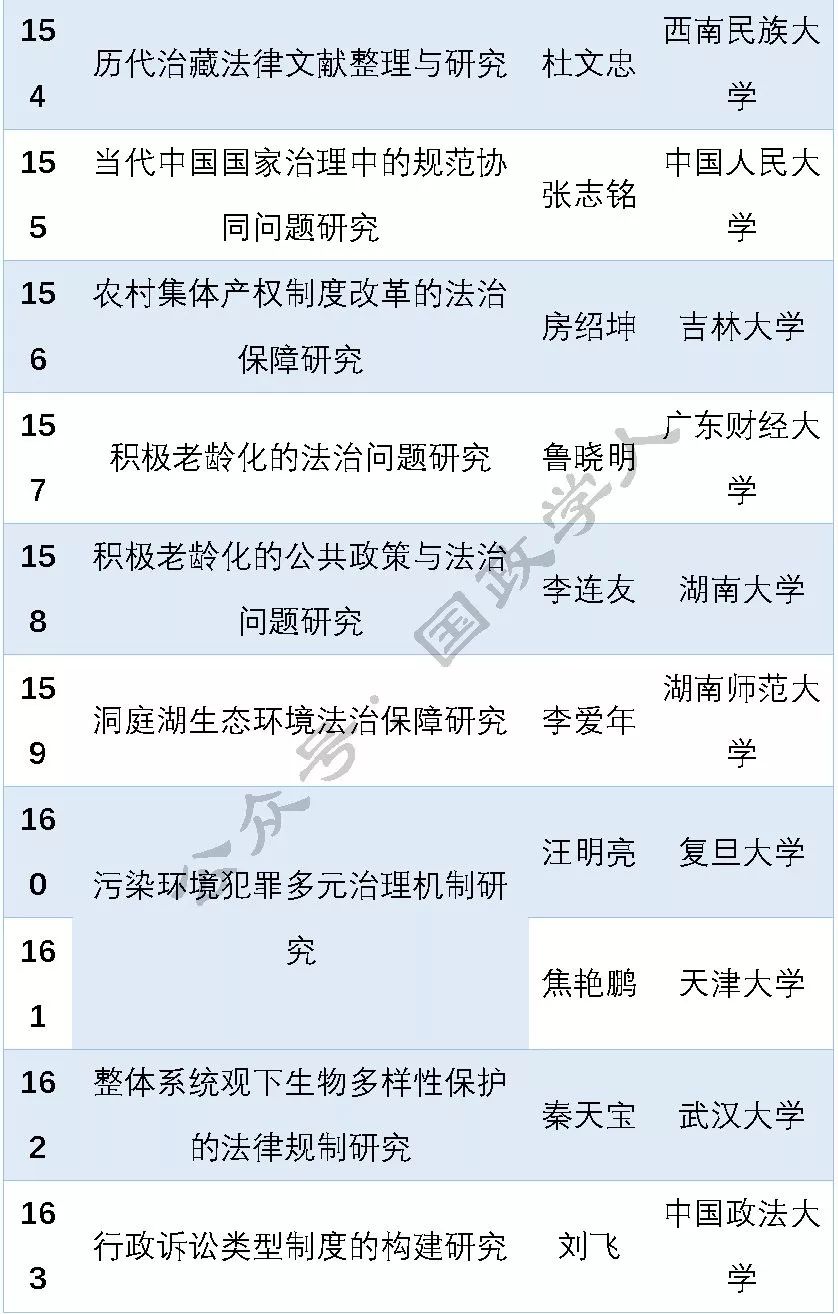 154 历代治藏法律文献整理与研究 杜文忠 西南民族大学
155 当代中国国家治理中的规范协同问题研究 张志铭 中国人民大学
156 农村集体产权制度改革的法治保障研究 房绍坤 吉林大学
157 积极老龄化的法治问题研究 鲁晓明 广东财经大学
158 积极老龄化的公共政策与法治问题研究 李连友 湖南大学
159 洞庭湖生态环境法治保障研究 李爱年 湖南师范大学
160 污染环境犯罪多元治理机制研究 汪明亮 复旦大学
161 焦艳鹏 天津大学
162 整体系统观下生物多样性保护的法律规制研究 秦天宝 武汉大学
163 行政诉讼类型制度的构建研究 刘飞 中国政法大学
公众号·国政学人